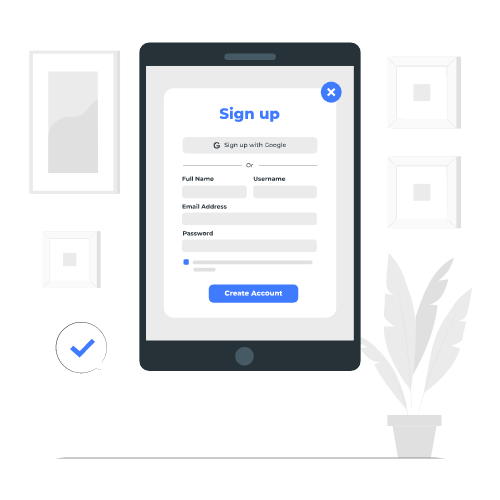 Sign up
G Sign up with Google
Or
Full Name Username
Email Address
Password
Create Account